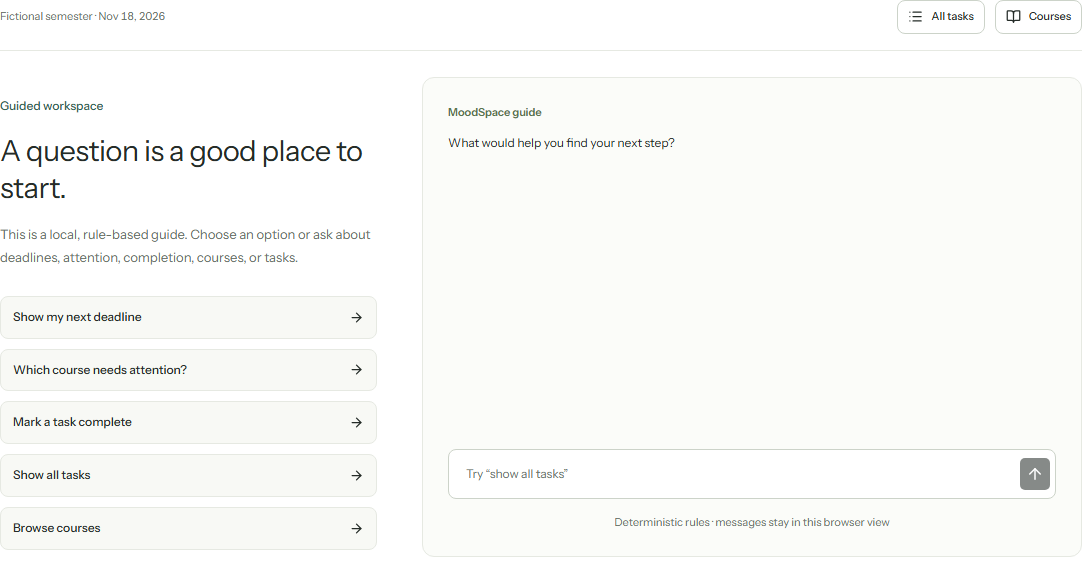 Fictional semester · Nov 18, 2026
All tasks
Courses
Guided workspace
A question is a good place to
start.
This is a local, rule-based guide. Choose an option or ask about
deadlines, attention, completion, courses, or tasks.
Show my next deadline
Which course needs attention?
Mark a task complete
Show all tasks
Browse courses
MoodSpace guide
What would help you find your next step?
Try “show all tasks”
Deterministic rules · messages stay in this browser view